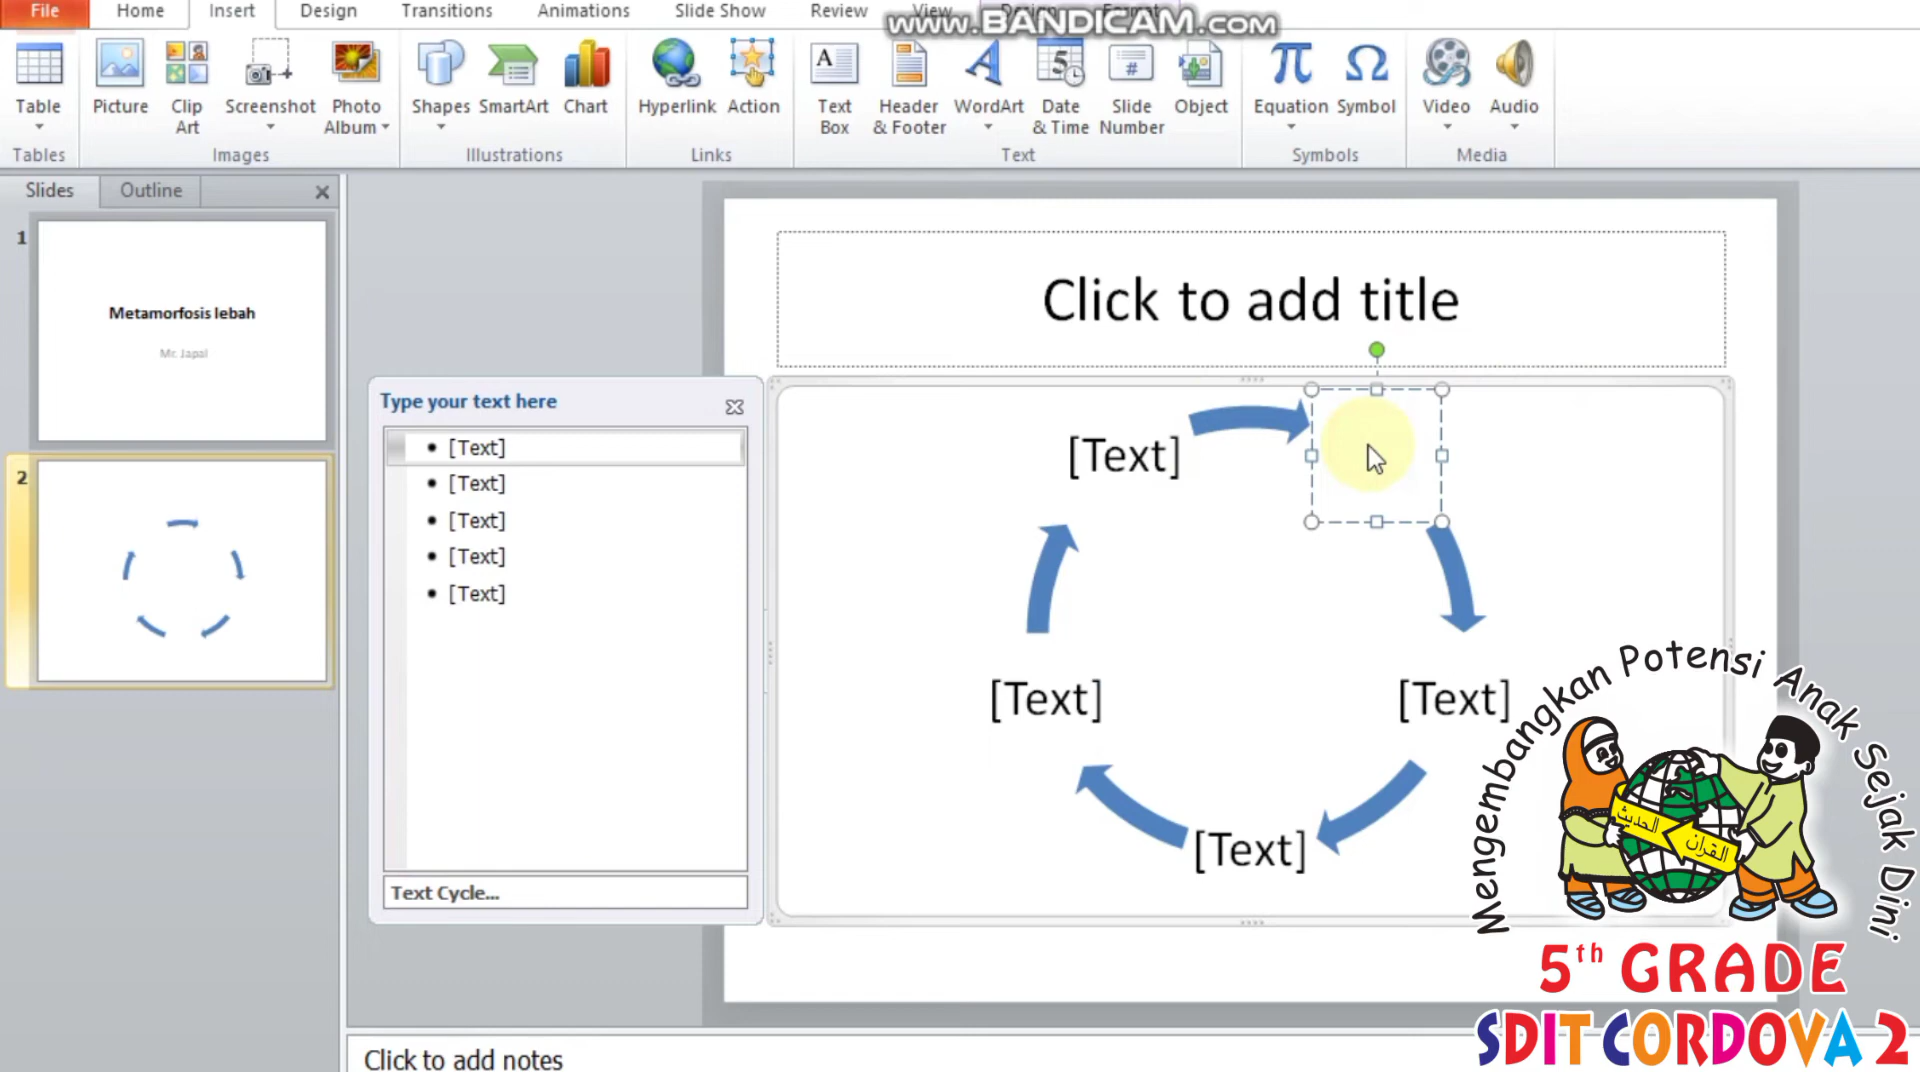 File Home Insert Design Transitions Animations Slide Show Review View
www.BANDICAM.com
Table Picture Clip Art Screenshot Photo Album Shapes SmartArt Chart Hyperlink Action Text Box Header & Footer WordArt Date & Time Slide Number Object Equation Symbol Video Audio
Tables Images Illustrations Links Text Symbols Media
Slides Outline
1
Metamorfosis lebah
Mr. Japal
2
Click to add title
Type your text here
[Text]
[Text]
[Text]
[Text]
[Text]
Text Cycle...
[Text]
[Text]
[Text]
[Text]
Click to add notes
Mengembangkan Potensi Anak Sejak Dini
الحديث
القرآن
5th GRADE
SDIT CORDOVA 2